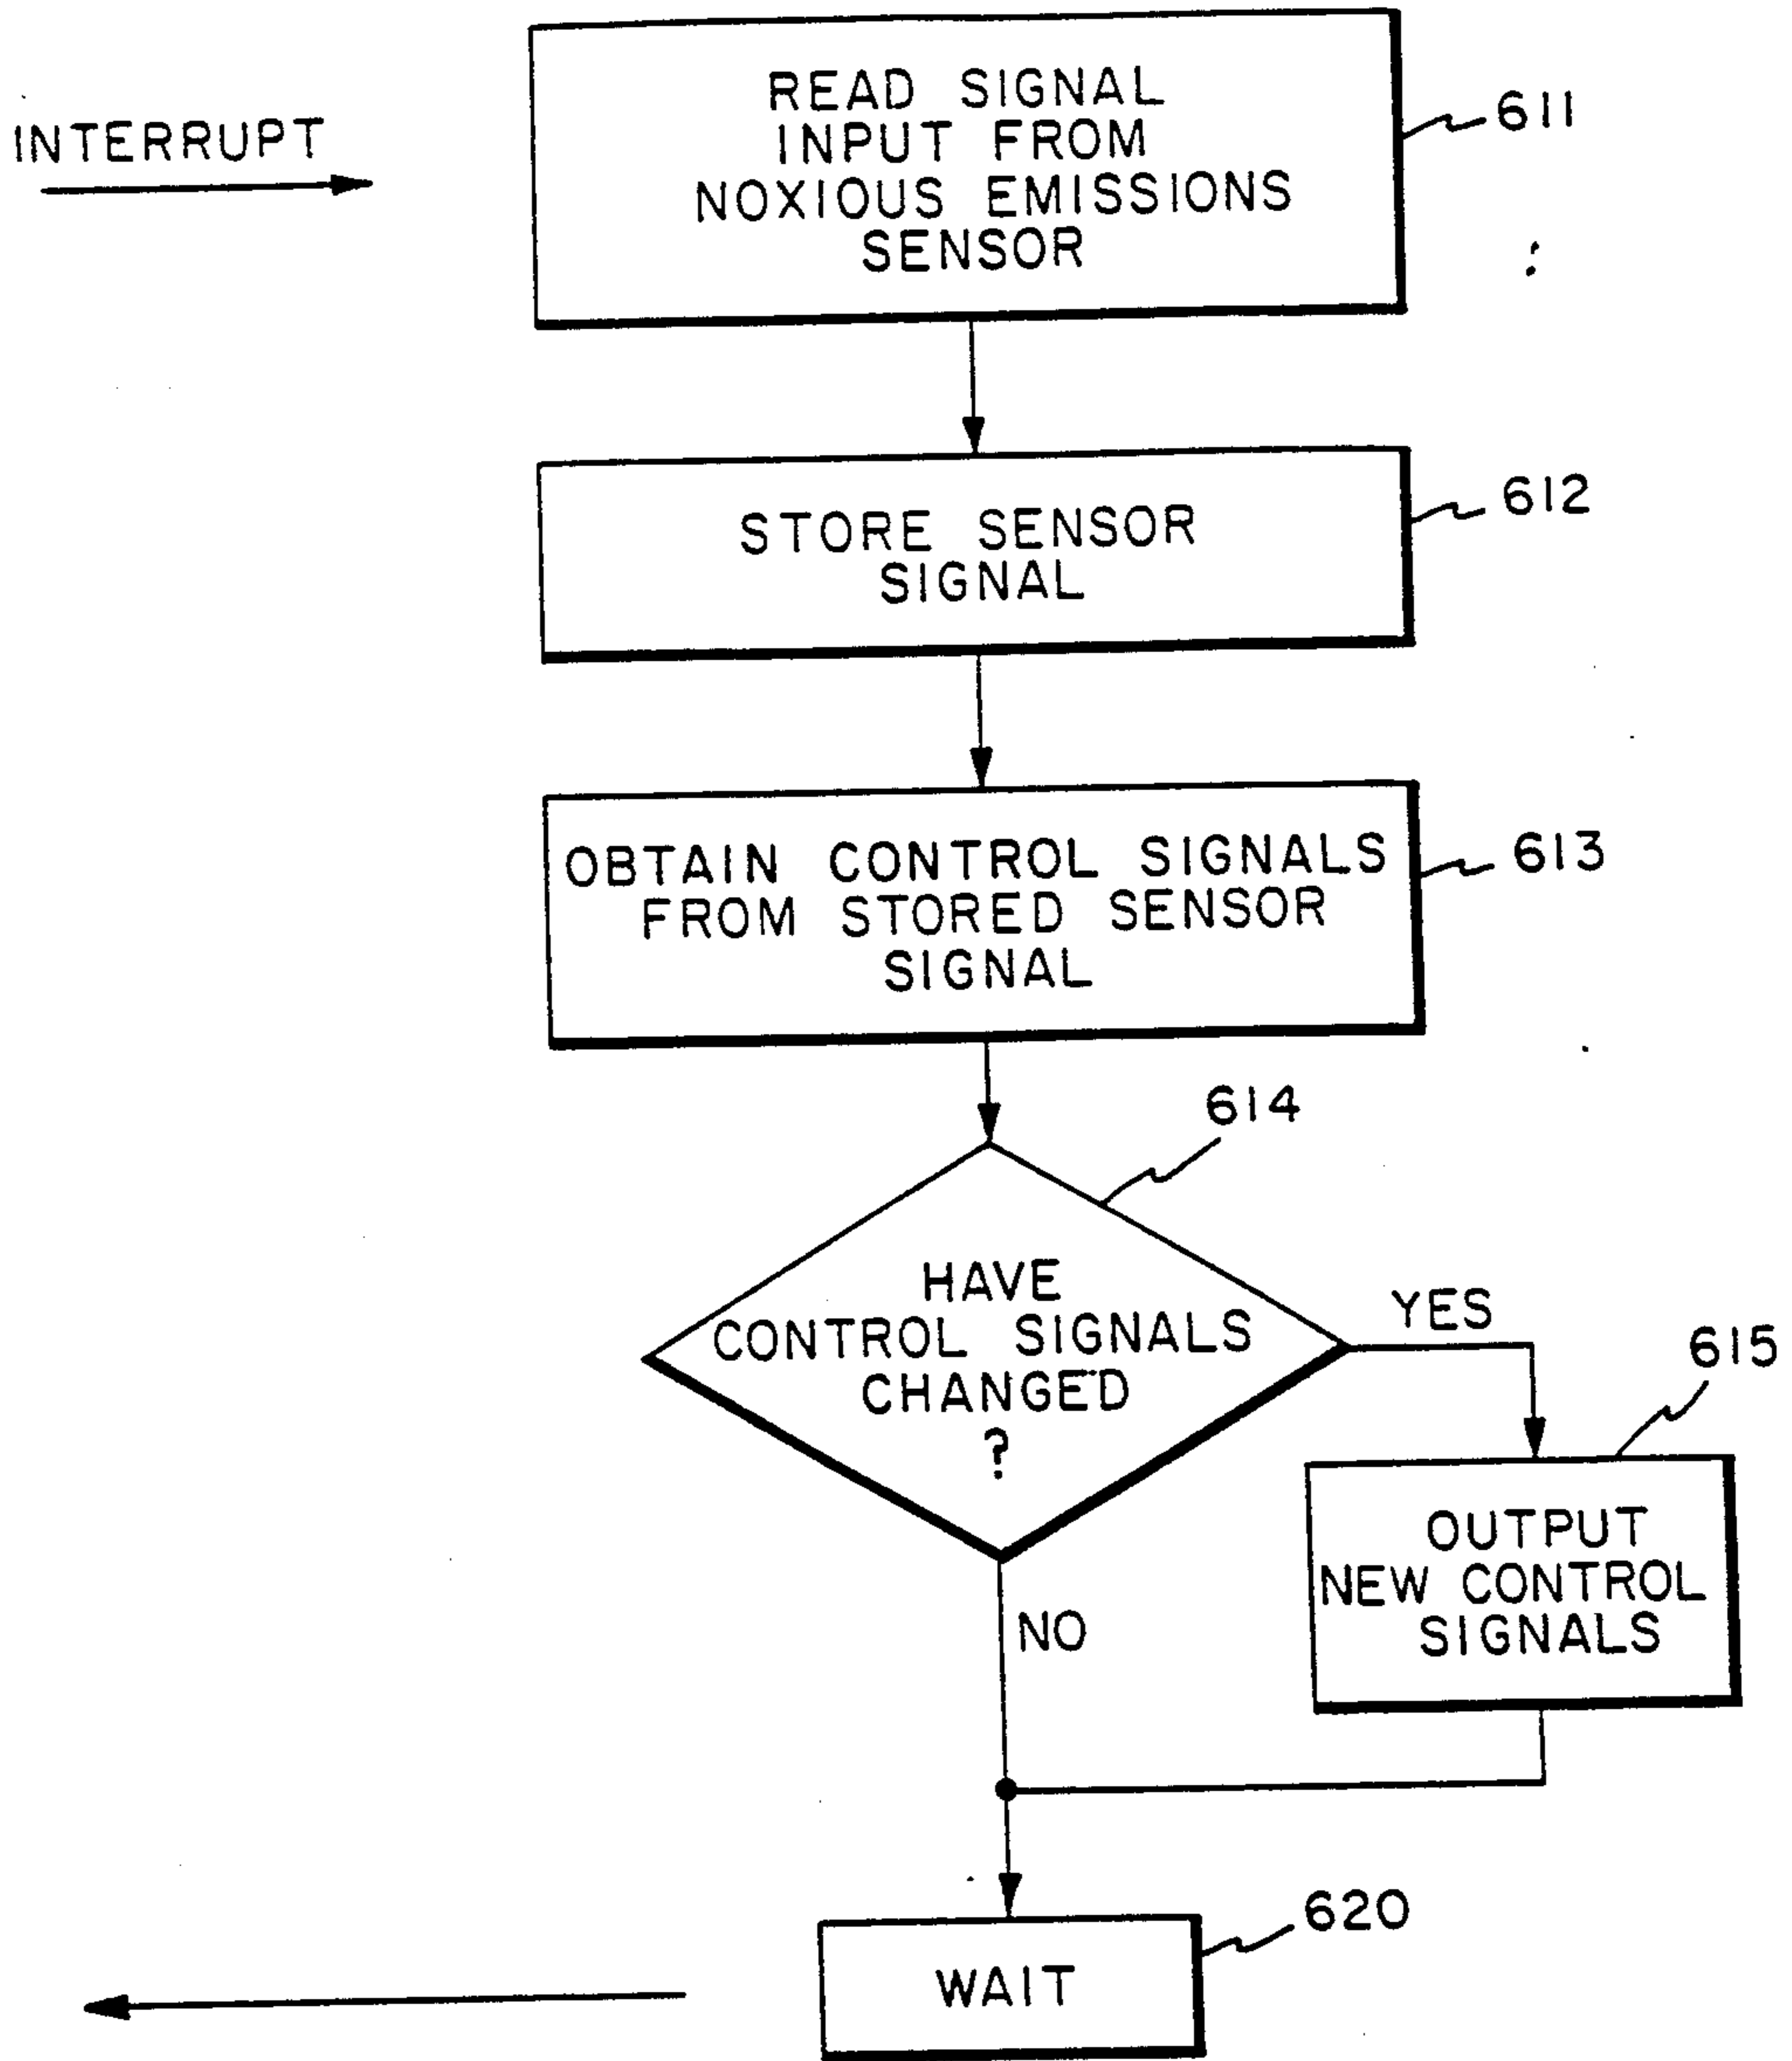 INTERRUPT
READ SIGNAL
INPUT FROM
NOXIOUS EMISSIONS
SENSOR
611
STORE SENSOR
SIGNAL
612
OBTAIN CONTROL SIGNALS
FROM STORED SENSOR
SIGNAL
613
614
HAVE
CONTROL SIGNALS
CHANGED
?
YES
615
OUTPUT
NEW CONTROL
SIGNALS
NO
620
WAIT